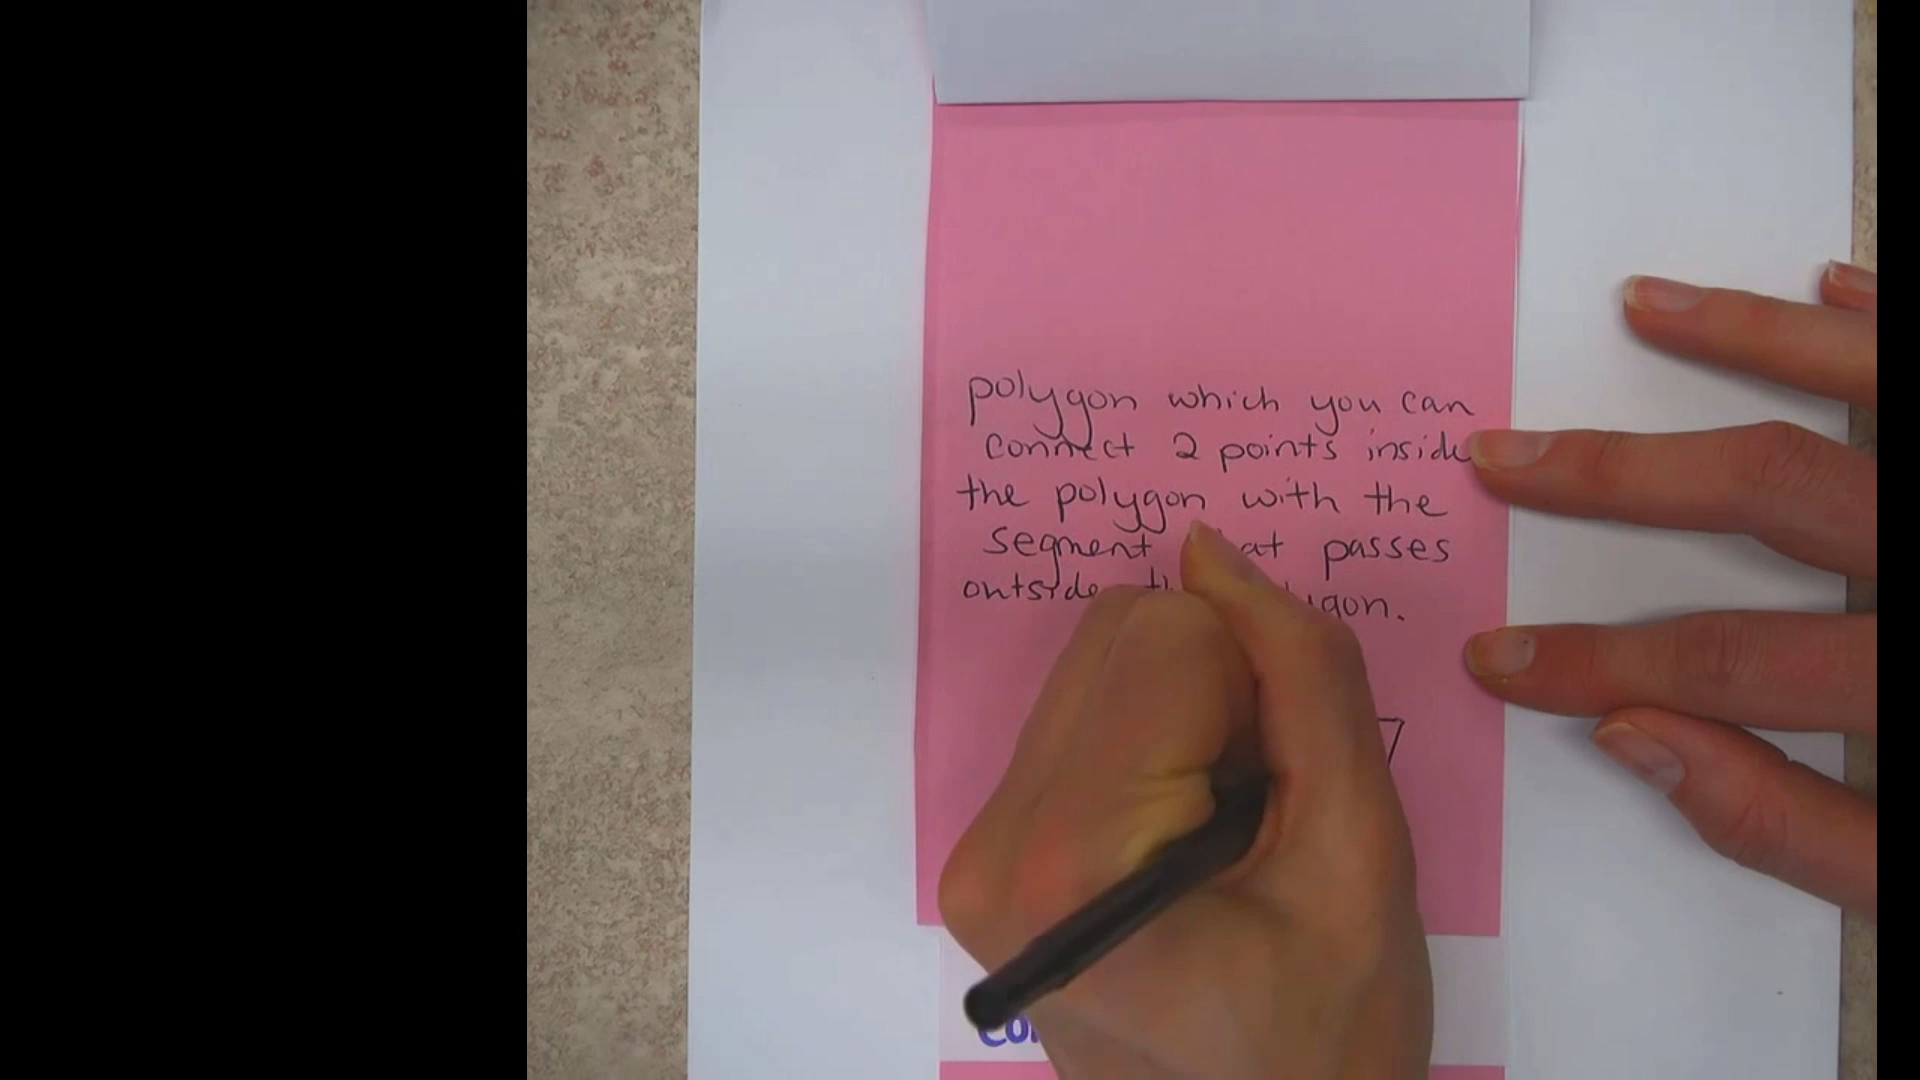 polygon which you can
connect 2 points inside
the polygon with the
segment passes
outside